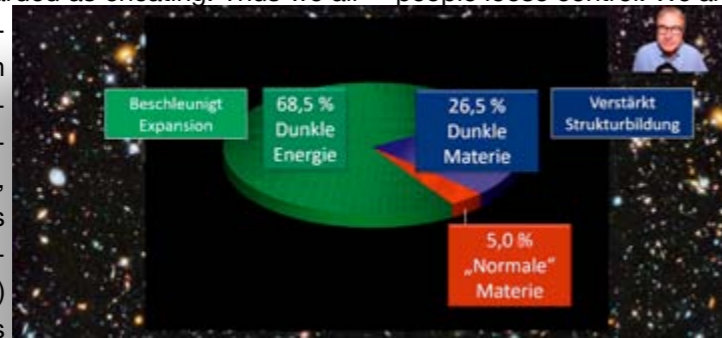 Beschleunigt
Expansion
68,5 %
Dunkle
Energie
26,5 %
Dunkle
Materie
Verstärkt
Strukturbildung
5,0 %
„Normale“
Materie